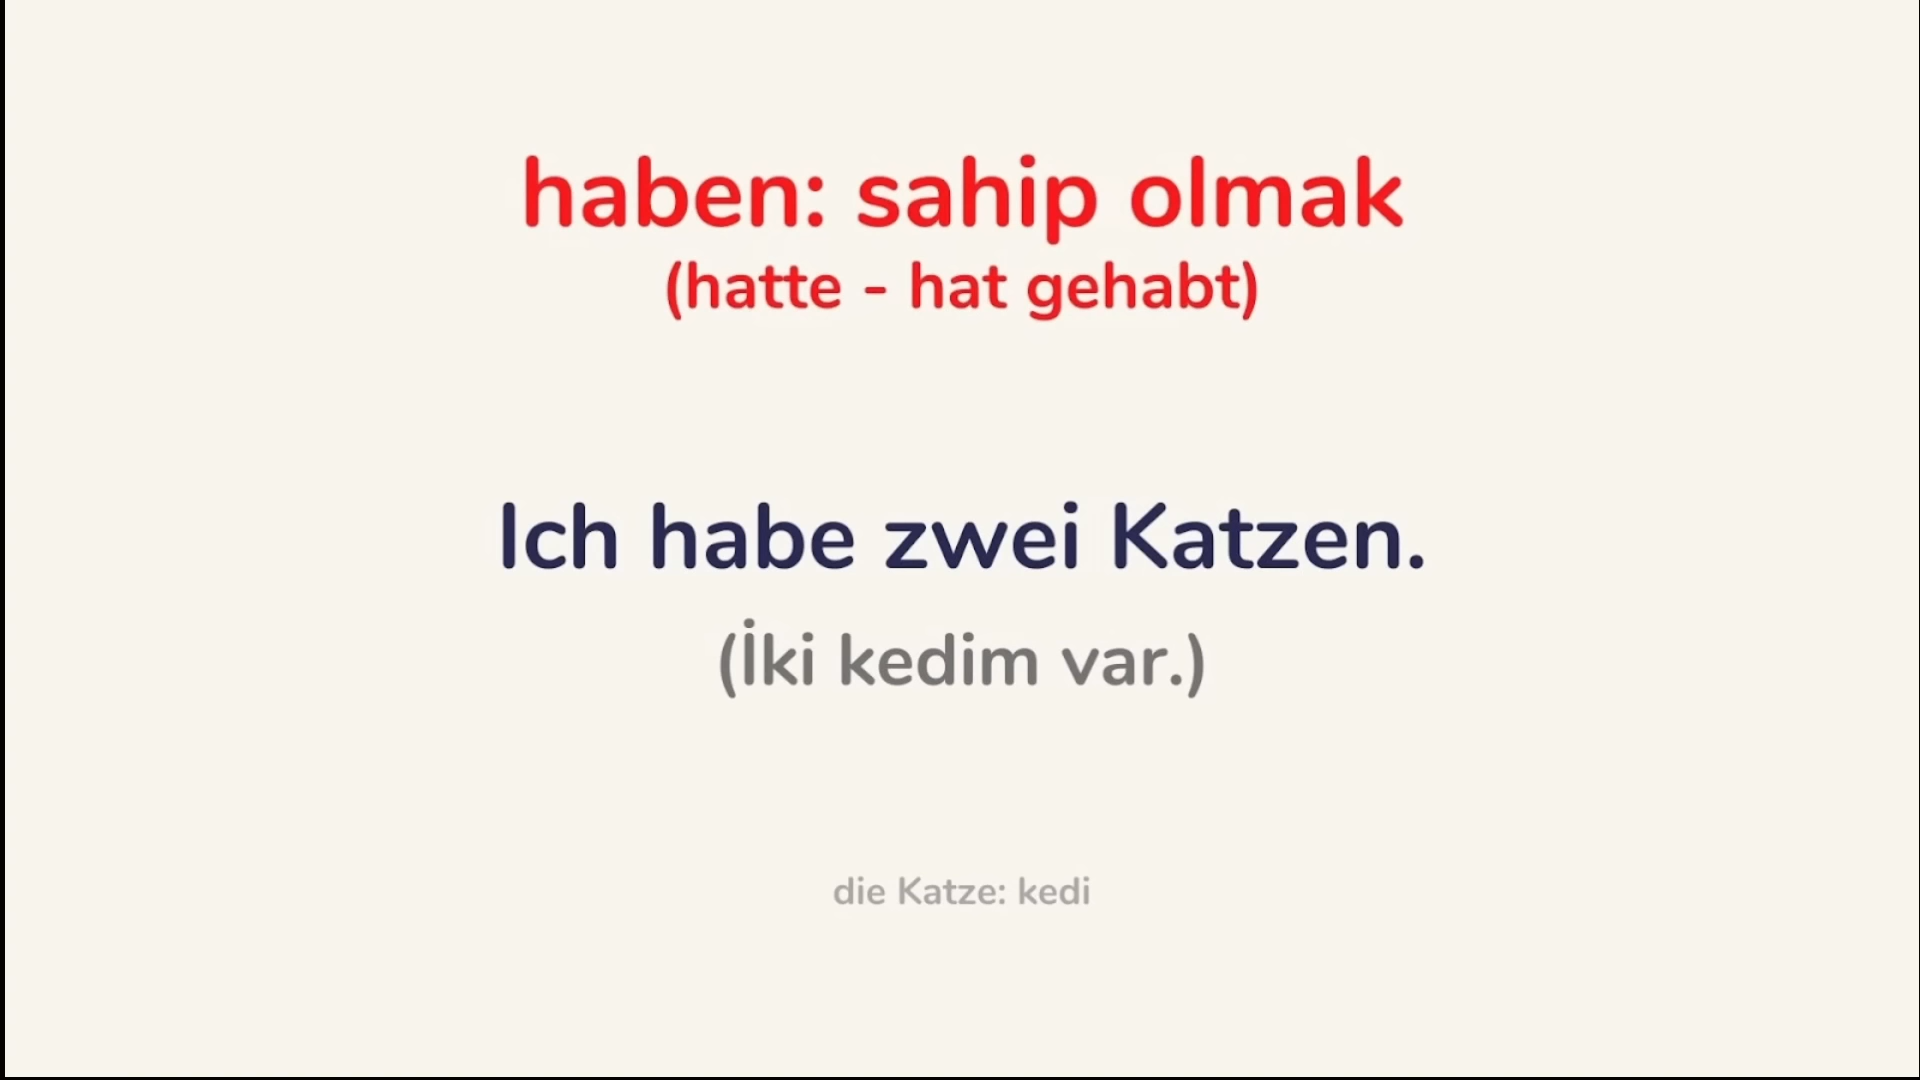 haben: sahip olmak
(hatte - hat gehabt)
Ich habe zwei Katzen.
(İki kedim var.)
die Katze: kedi